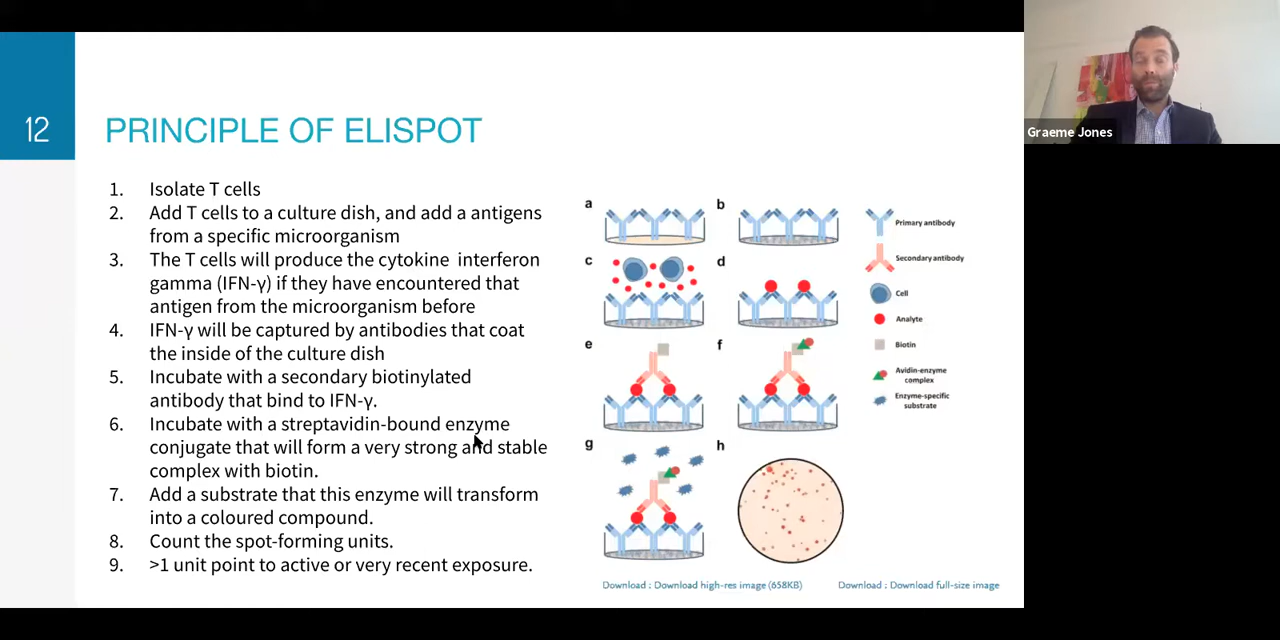 12
PRINCIPLE OF ELISPOT
1. Isolate T cells
2. Add T cells to a culture dish, and add a antigens
from a specific microorganism
3. The T cells will produce the cytokine interferon
gamma (IFN-γ) if they have encountered that
antigen from the microorganism before
4. IFN-γ will be captured by antibodies that coat
the inside of the culture dish
5. Incubate with a secondary biotinylated
antibody that bind to IFN-γ.
6. Incubate with a streptavidin-bound enzyme
conjugate that will form a very strong and stable
complex with biotin.
7. Add a substrate that this enzyme will transform
into a coloured compound.
8. Count the spot-forming units.
9. >1 unit point to active or very recent exposure.
a
b
c
d
e
f
g
h
Primary antibody
Secondary antibody
Cell
Analyte
Biotin
Avidin-enzyme
complex
Enzyme-specific
substrate
Download : Download high-res image (658KB)
Download : Download full-size image
Graeme Jones